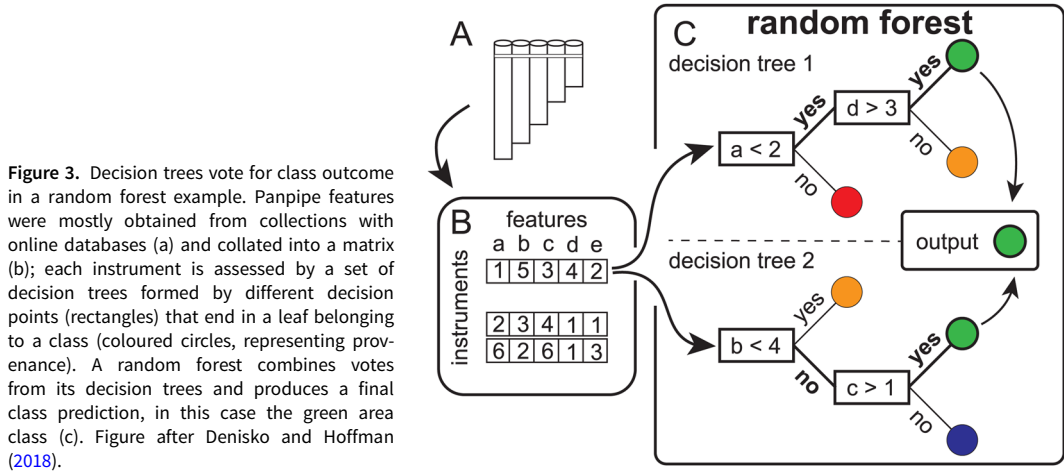 Figure 3. Decision trees vote for class outcome
in a random forest example. Panpipe features
were mostly obtained from collections with
online databases (a) and collated into a matrix
(b); each instrument is assessed by a set of
decision trees formed by different decision
points (rectangles) that end in a leaf belonging
to a class (coloured circles, representing prov-
enance). A random forest combines votes
from its decision trees and produces a final
class prediction, in this case the green area
class (c). Figure after Denisko and Hoffman
(2018).
A
B
features
a b c d e
1 5 3 4 2
2 3 4 1 1
6 2 6 1 3
instruments
C
random forest
decision tree 1
a < 2
yes
no
d > 3
yes
no
output
decision tree 2
b < 4
yes
no
c > 1
yes
no